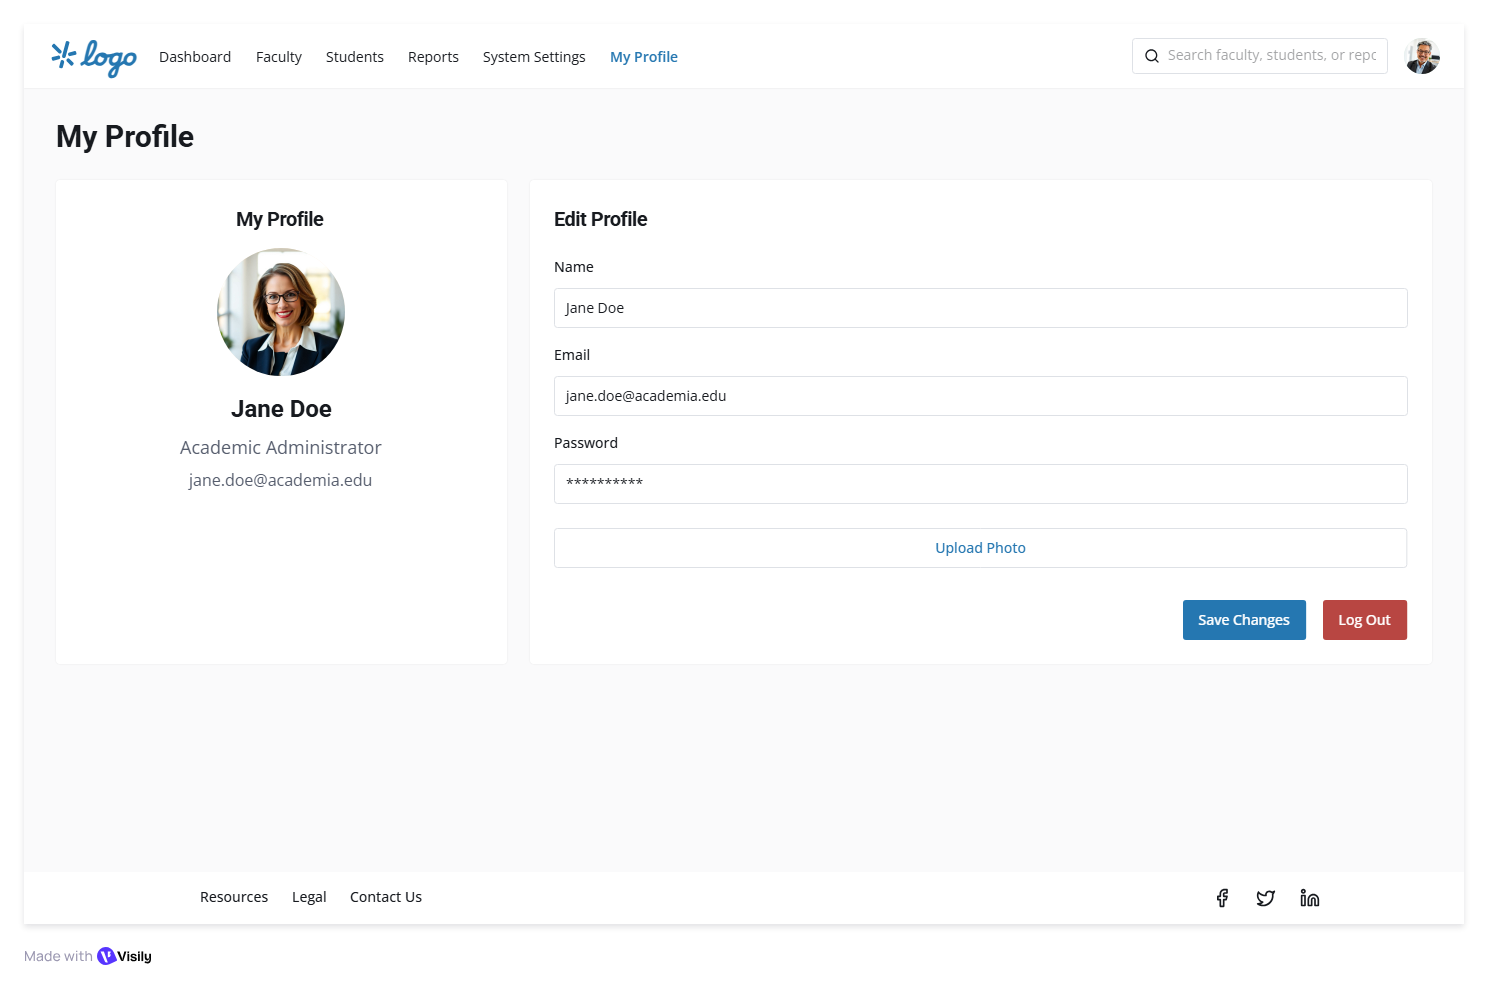 logo
Dashboard Faculty Students Reports System Settings My Profile
Search faculty, students, or repo
My Profile
My Profile
Jane Doe
Academic Administrator
jane.doe@academia.edu
Edit Profile
Name
Jane Doe
Email
jane.doe@academia.edu
Password
**********
Upload Photo
Save Changes Log Out
Resources Legal Contact Us
Made with Visily